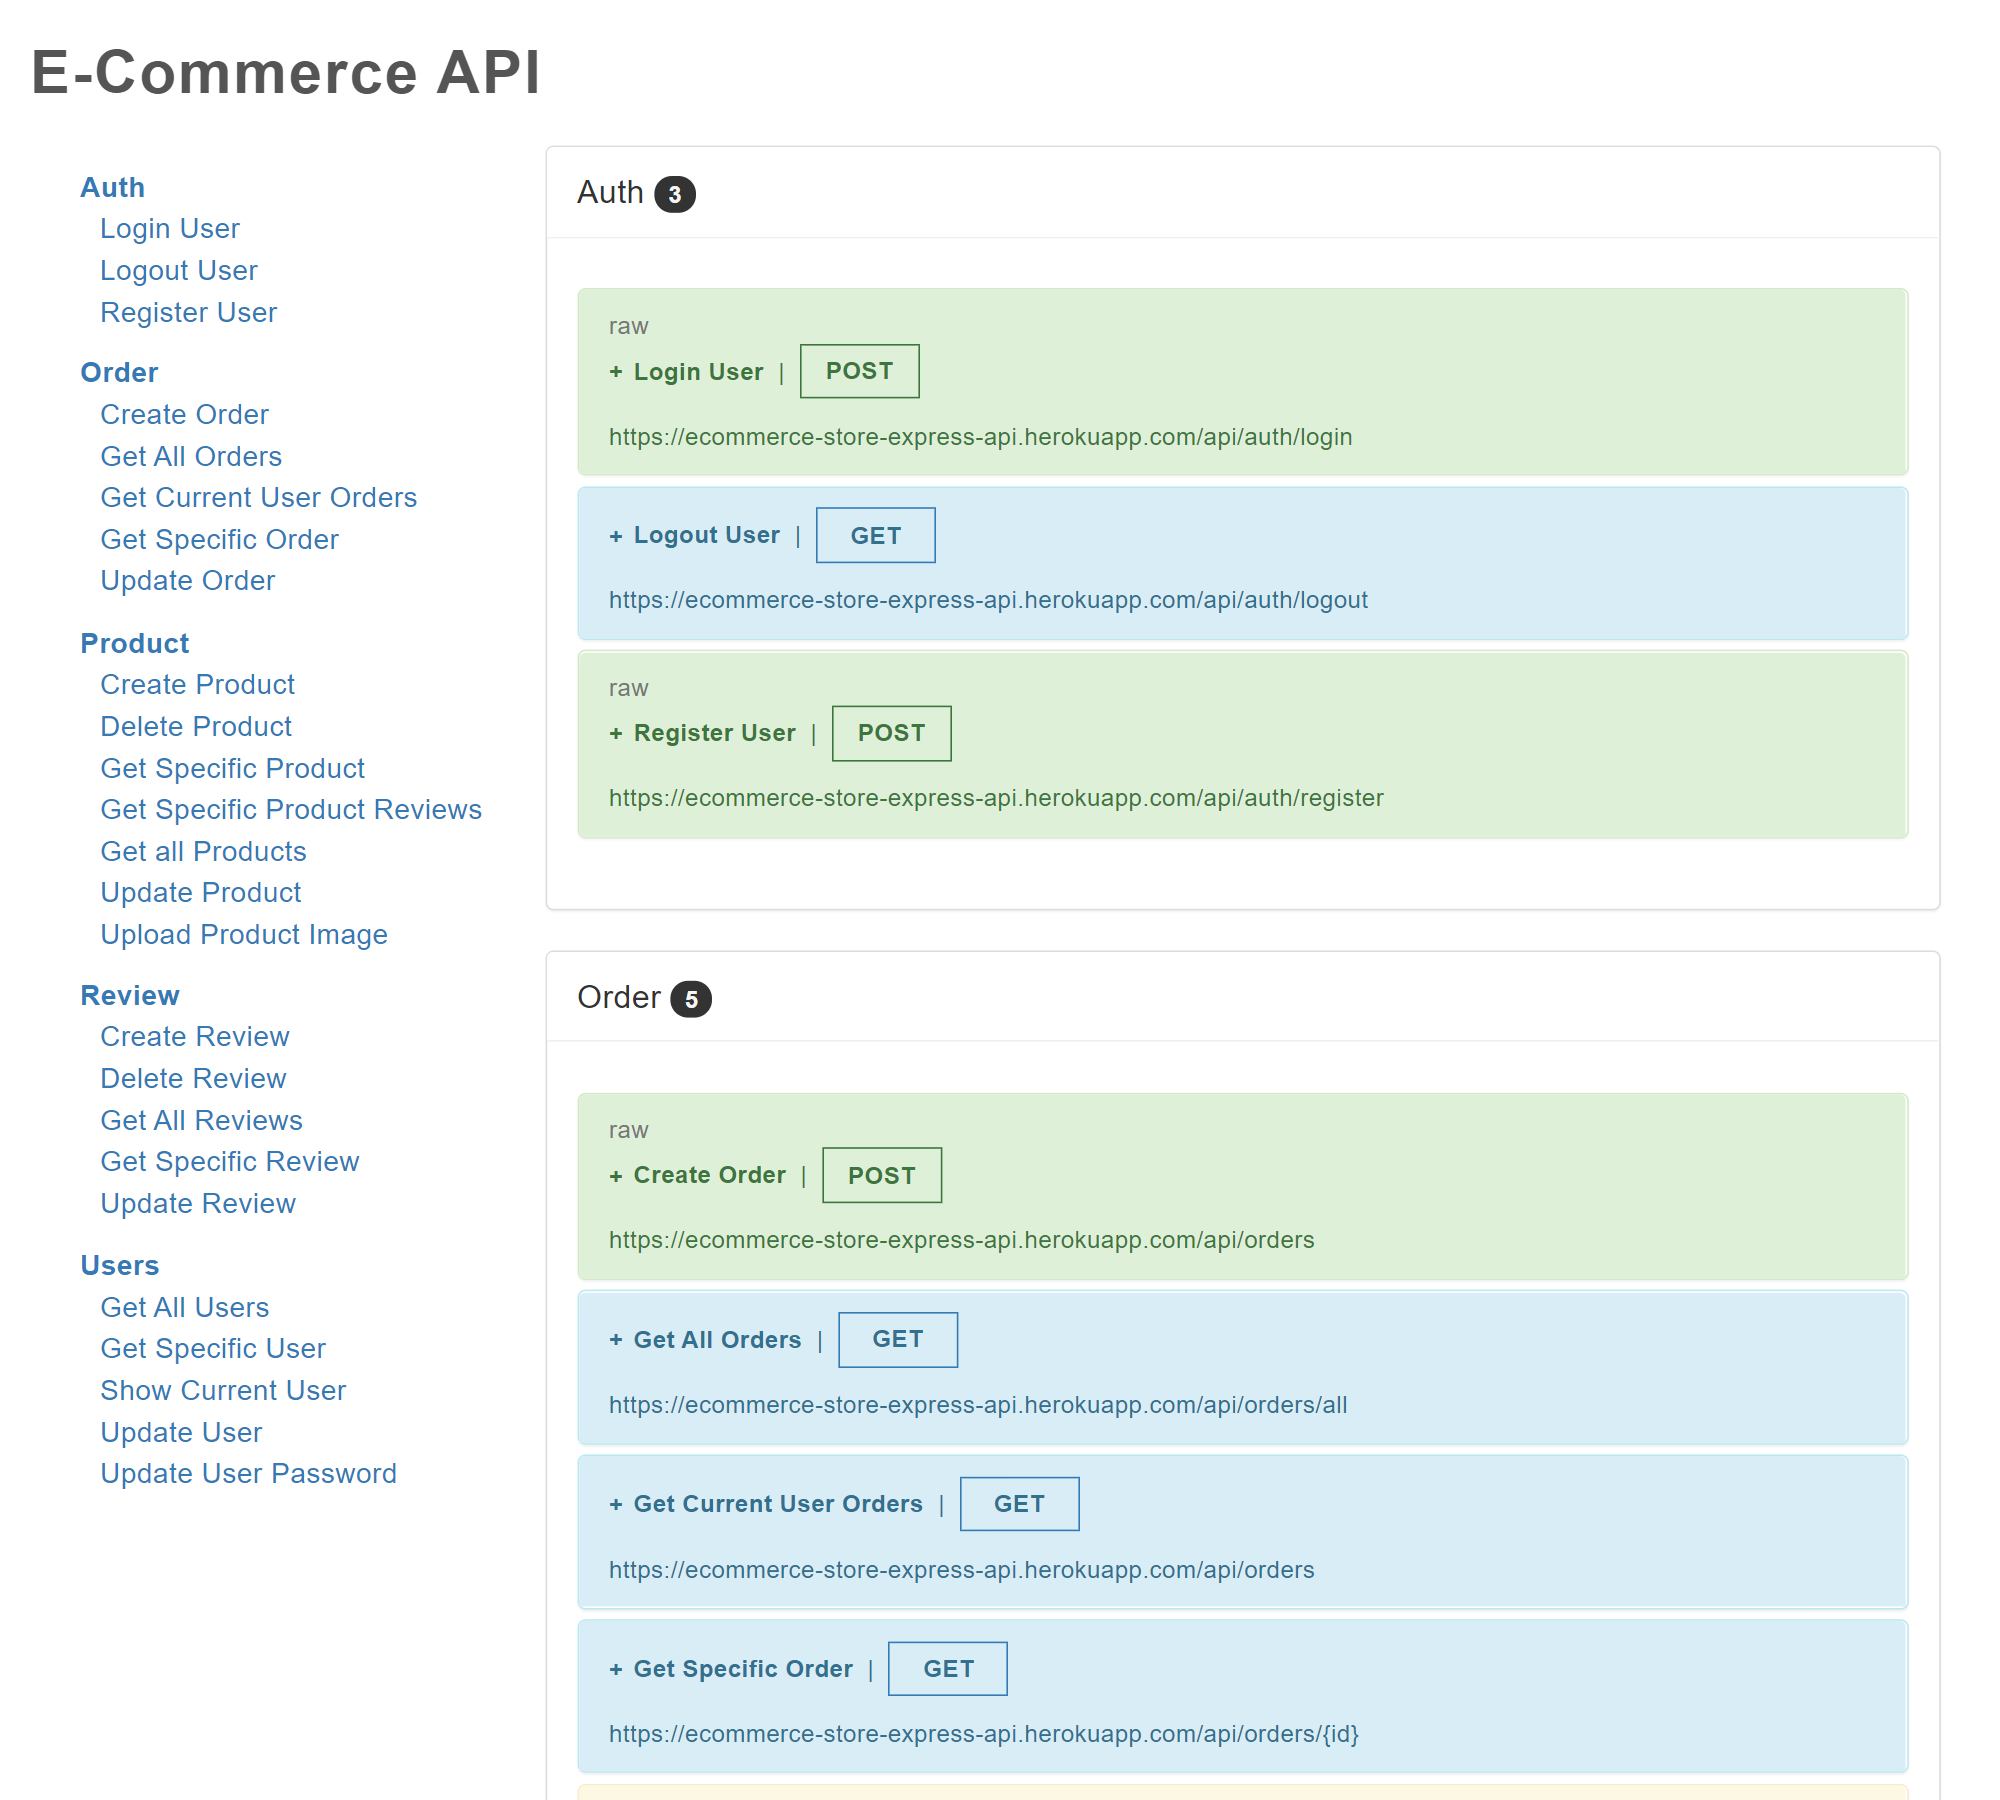 E-Commerce API
Auth
Login User
Logout User
Register User
Order
Create Order
Get All Orders
Get Current User Orders
Get Specific Order
Update Order
Product
Create Product
Delete Product
Get Specific Product
Get Specific Product Reviews
Get all Products
Update Product
Upload Product Image
Review
Create Review
Delete Review
Get All Reviews
Get Specific Review
Update Review
Users
Get All Users
Get Specific User
Show Current User
Update User
Update User Password
Auth 3
raw
+ Login User | POST
https://ecommerce-store-express-api.herokuapp.com/api/auth/login
+ Logout User | GET
https://ecommerce-store-express-api.herokuapp.com/api/auth/logout
raw
+ Register User | POST
https://ecommerce-store-express-api.herokuapp.com/api/auth/register
Order 5
raw
+ Create Order | POST
https://ecommerce-store-express-api.herokuapp.com/api/orders
+ Get All Orders | GET
https://ecommerce-store-express-api.herokuapp.com/api/orders/all
+ Get Current User Orders | GET
https://ecommerce-store-express-api.herokuapp.com/api/orders
+ Get Specific Order | GET
https://ecommerce-store-express-api.herokuapp.com/api/orders/{id}